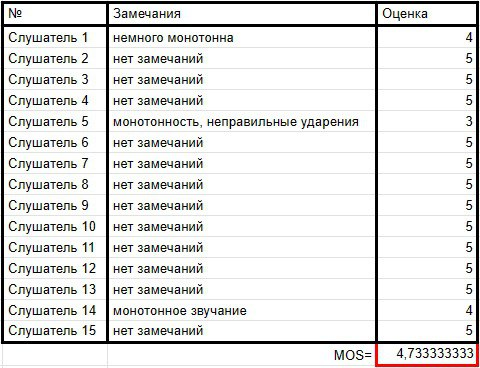 № Замечания Оценка
Слушатель 1 немного монотонна 4
Слушатель 2 нет замечаний 5
Слушатель 3 нет замечаний 5
Слушатель 4 нет замечаний 5
Слушатель 5 монотонность, неправильные ударения 3
Слушатель 6 нет замечаний 5
Слушатель 7 нет замечаний 5
Слушатель 8 нет замечаний 5
Слушатель 9 нет замечаний 5
Слушатель 10 нет замечаний 5
Слушатель 11 нет замечаний 5
Слушатель 12 нет замечаний 5
Слушатель 13 нет замечаний 5
Слушатель 14 монотонное звучание 4
Слушатель 15 нет замечаний 5
MOS= 4,733333333